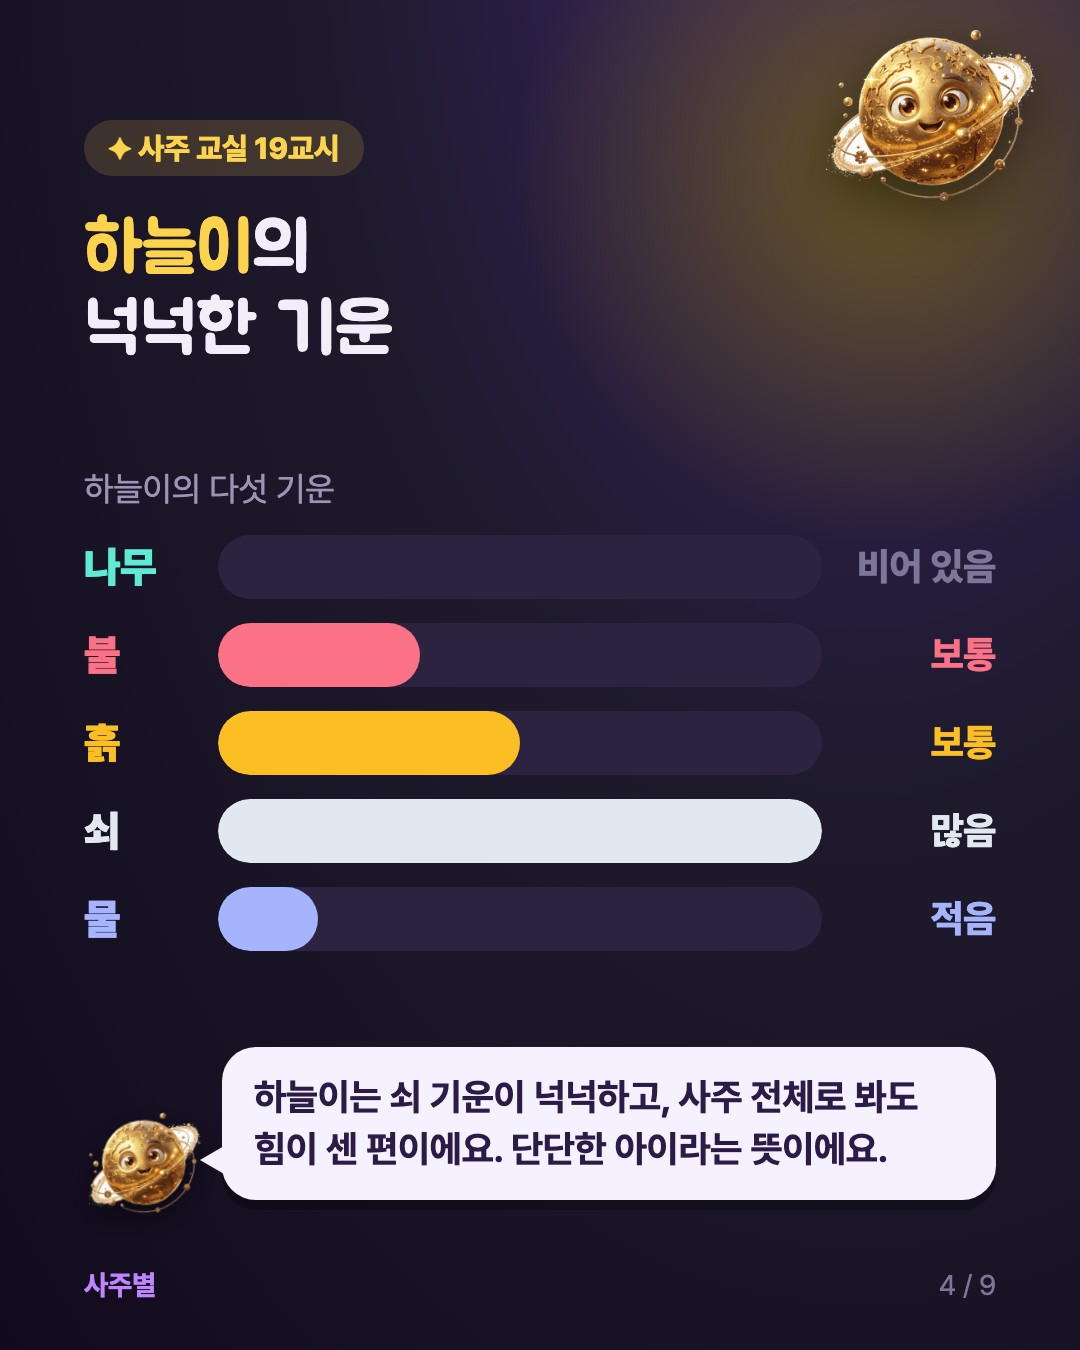 ✦ 사주 교실 19교시
하늘이의
넉넉한 기운
하늘이의 다섯 기운
나무 비어 있음
불 보통
흙 보통
쇠 많음
물 적음
하늘이는 쇠 기운이 넉넉하고, 사주 전체로 봐도
힘이 센 편이에요. 단단한 아이라는 뜻이에요.
사주별 4 / 9